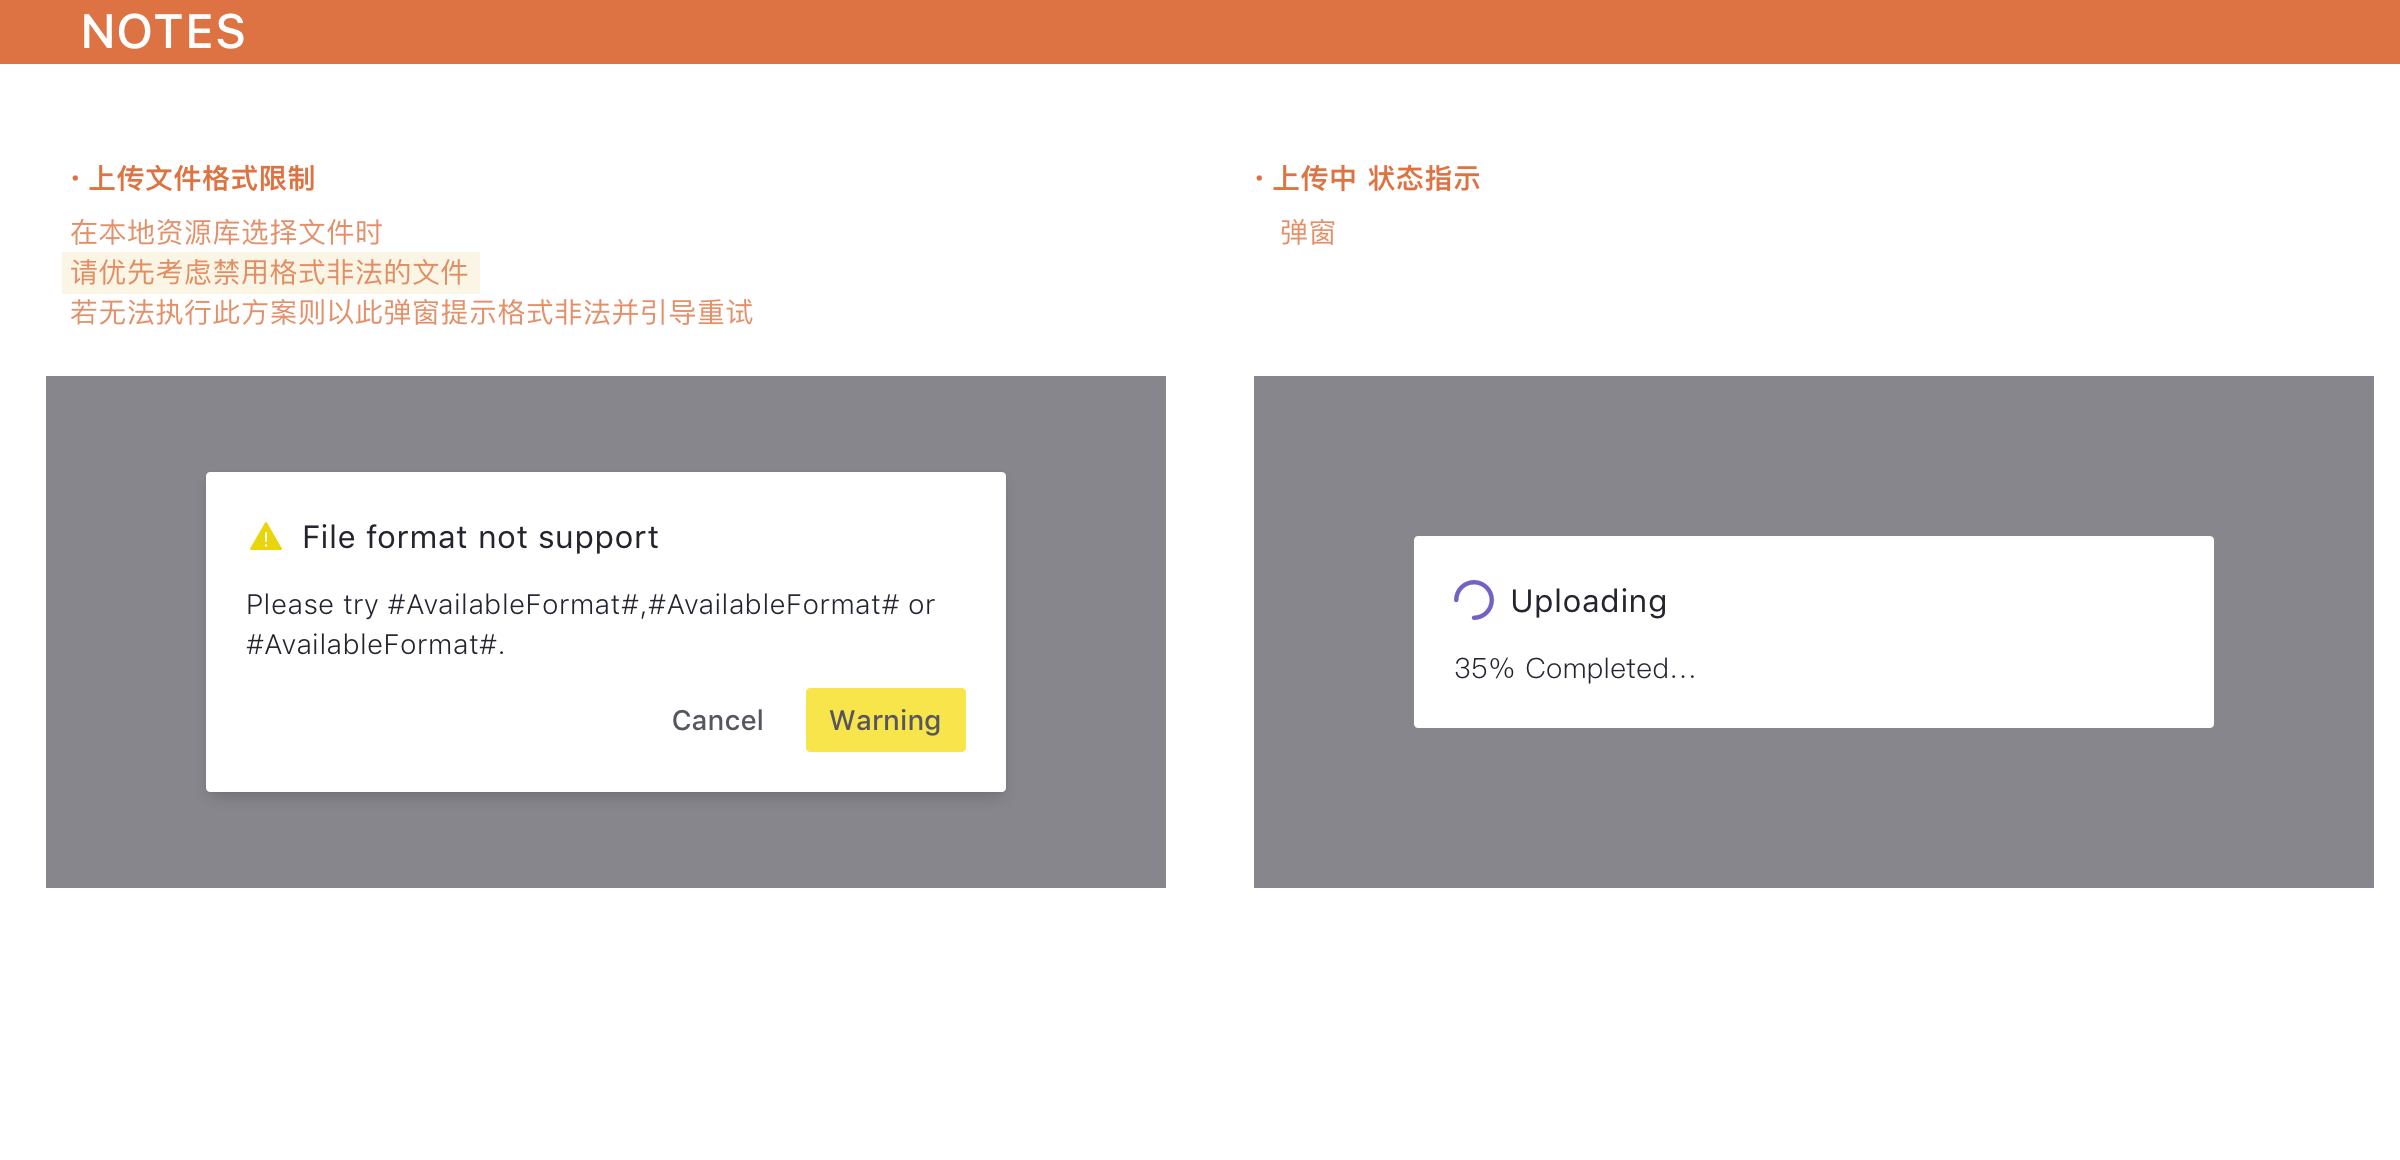 NOTES
· 上传文件格式限制
在本地资源库选择文件时
请优先考虑禁用格式非法的文件
若无法执行此方案则以此弹窗提示格式非法并引导重试
File format not support
Please try #AvailableFormat#,#AvailableFormat# or
#AvailableFormat#.
Cancel
Warning
· 上传中 状态指示
弹窗
Uploading
35% Completed...